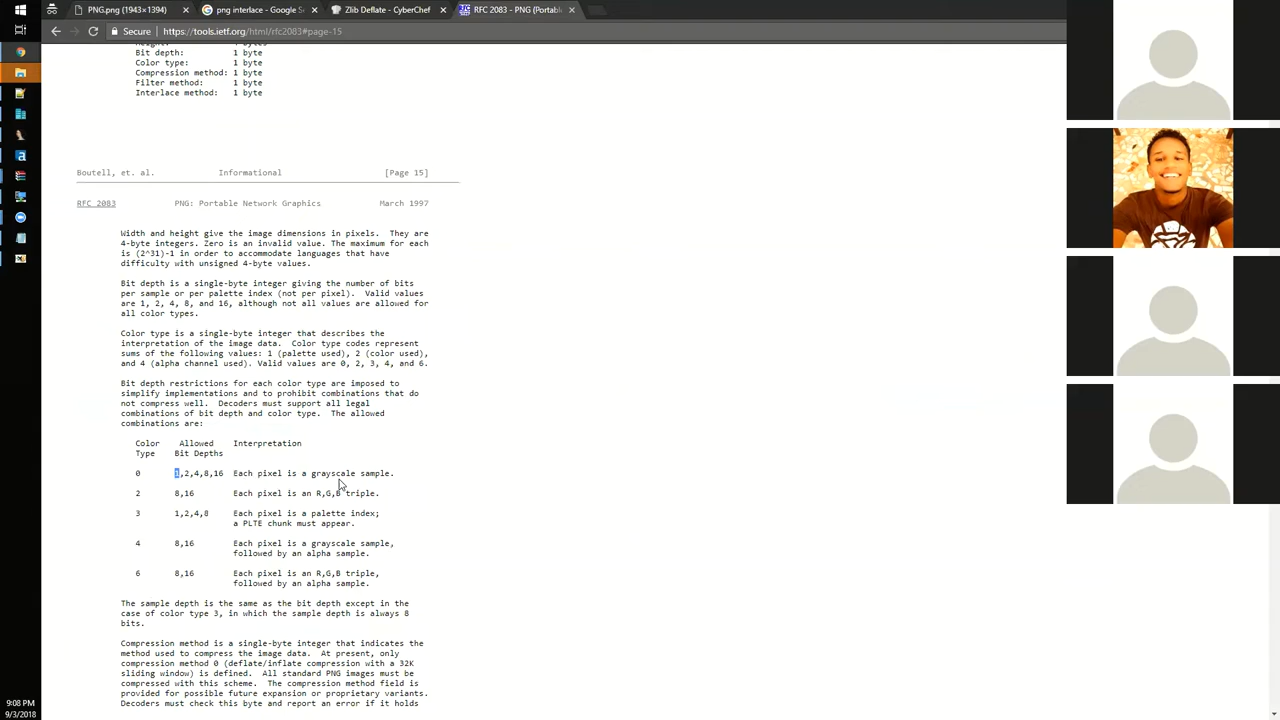 PNG.png (1943×1394)
png interlace - Google S
Zlib Deflate - CyberChef
RFC 2083 - PNG (Portabl
Secure
https://tools.ietf.org/html/rfc2083#page-15
Bit depth: 1 byte
Color type: 1 byte
Compression method: 1 byte
Filter method: 1 byte
Interlace method: 1 byte
Boutell, et. al. Informational [Page 15]
RFC 2083 PNG: Portable Network Graphics March 1997
Width and height give the image dimensions in pixels. They are
4-byte integers. Zero is an invalid value. The maximum for each
is (2^31)-1 in order to accommodate languages that have
difficulty with unsigned 4-byte values.
Bit depth is a single-byte integer giving the number of bits
per sample or per palette index (not per pixel). Valid values
are 1, 2, 4, 8, and 16, although not all values are allowed for
all color types.
Color type is a single-byte integer that describes the
interpretation of the image data. Color type codes represent
sums of the following values: 1 (palette used), 2 (color used),
and 4 (alpha channel used). Valid values are 0, 2, 3, 4, and 6.
Bit depth restrictions for each color type are imposed to
simplify implementations and to prohibit combinations that do
not compress well. Decoders must support all legal
combinations of bit depth and color type. The allowed
combinations are:
Color Allowed Interpretation
Type Bit Depths
0 1,2,4,8,16 Each pixel is a grayscale sample.
2 8,16 Each pixel is an R,G,B triple.
3 1,2,4,8 Each pixel is a palette index;
a PLTE chunk must appear.
4 8,16 Each pixel is a grayscale sample,
followed by an alpha sample.
6 8,16 Each pixel is an R,G,B triple,
followed by an alpha sample.
The sample depth is the same as the bit depth except in the
case of color type 3, in which the sample depth is always 8
bits.
Compression method is a single-byte integer that indicates the
method used to compress the image data. At present, only
compression method 0 (deflate/inflate compression with a 32K
sliding window) is defined. All standard PNG images must be
compressed with this scheme. The compression method field is
provided for possible future expansion or proprietary variants.
Decoders must check this byte and report an error if it holds
9:08 PM
9/3/2018